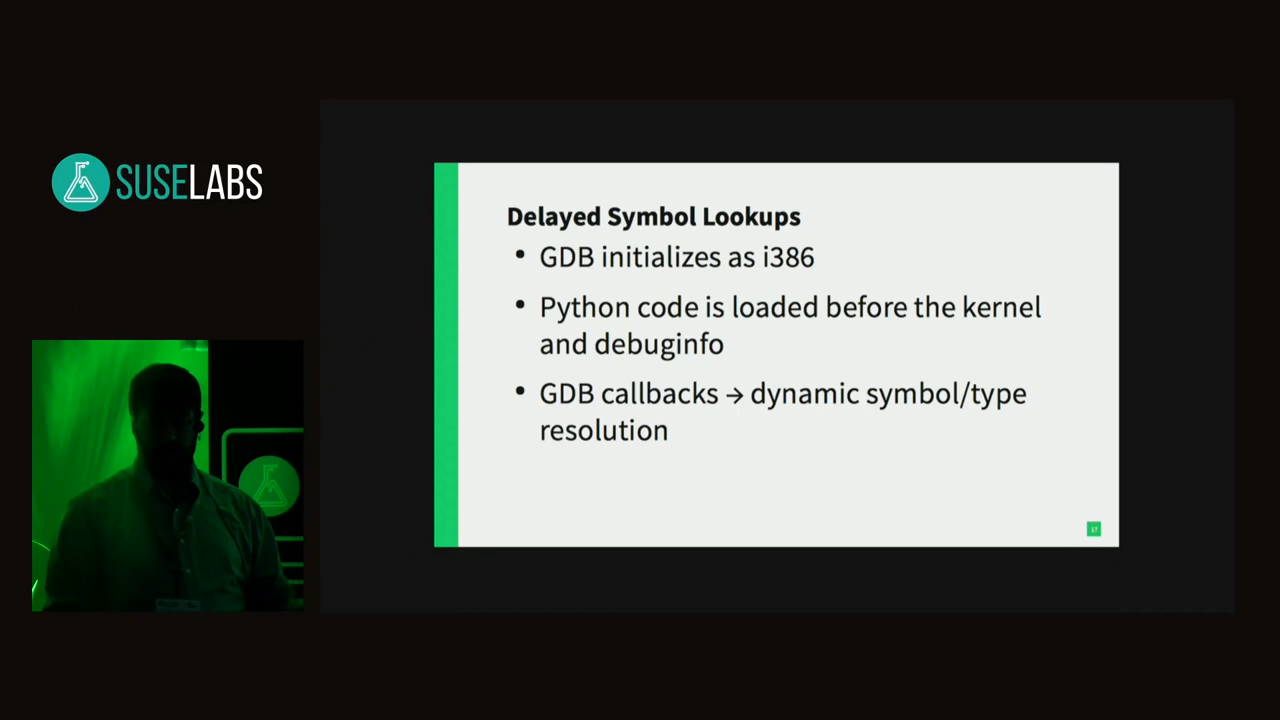 SUSELABS
Delayed Symbol Lookups
• GDB initializes as i386
• Python code is loaded before the kernel
and debuginfo
• GDB callbacks → dynamic symbol/type
resolution
17